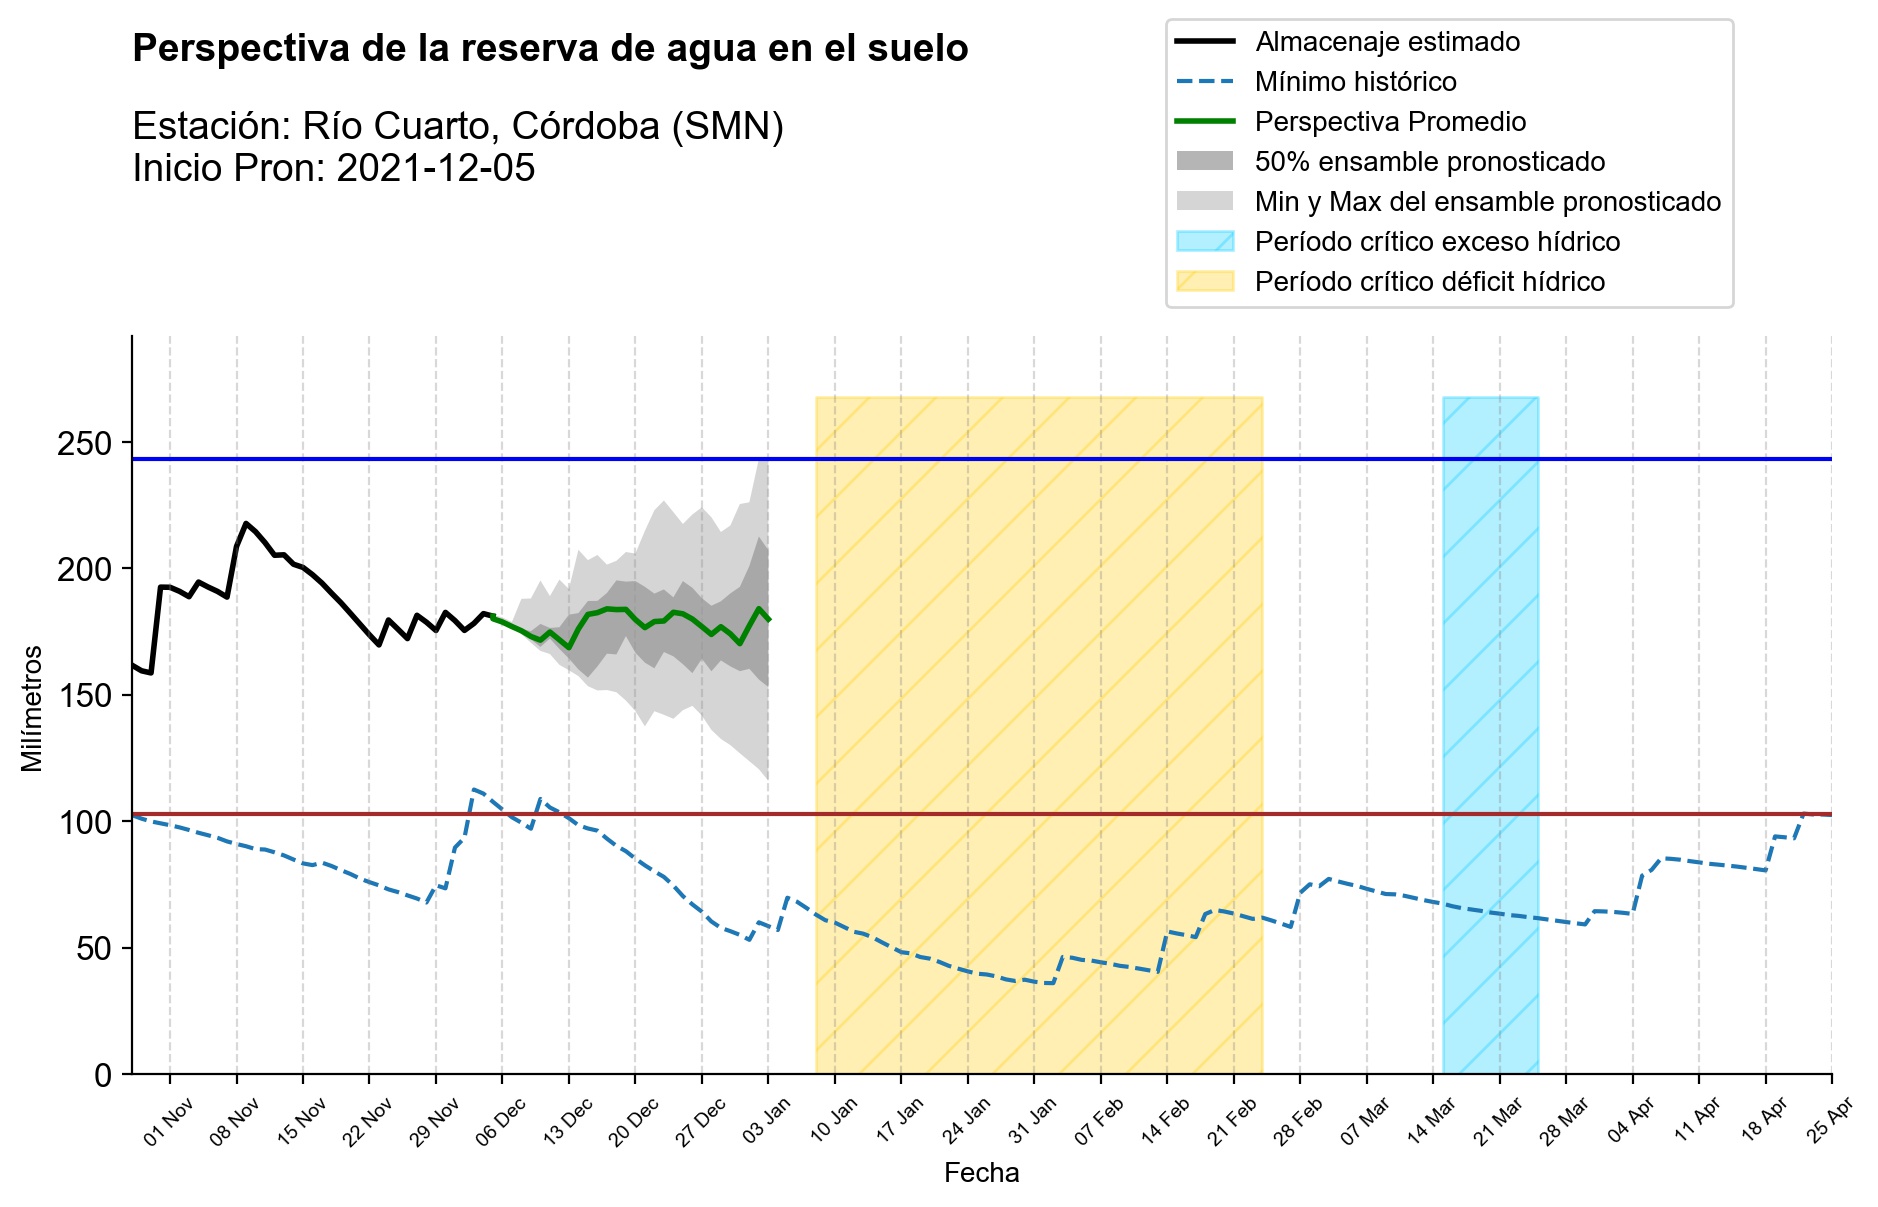 Perspectiva de la reserva de agua en el suelo
Estación: Río Cuarto, Córdoba (SMN)
Inicio Pron: 2021-12-05
Almacenaje estimado
Mínimo histórico
Perspectiva Promedio
50% ensamble pronosticado
Min y Max del ensamble pronosticado
Período crítico exceso hídrico
Período crítico déficit hídrico
Milímetros
250
200
150
100
50
0
01 Nov
08 Nov
15 Nov
22 Nov
29 Nov
06 Dec
13 Dec
20 Dec
27 Dec
03 Jan
10 Jan
17 Jan
24 Jan
31 Jan
07 Feb
14 Feb
21 Feb
28 Feb
07 Mar
14 Mar
21 Mar
28 Mar
04 Apr
11 Apr
18 Apr
25 Apr
Fecha